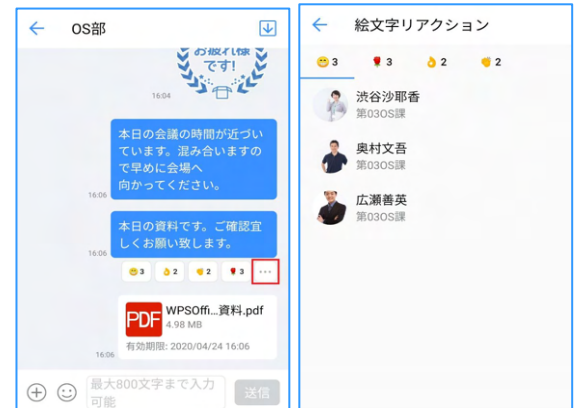 OS部
お疲れ様
です!
16:04
本日の会議の時間が近づい
ています。混み合いますの
で早めに会場へ
向かってください。
16:06
本日の資料です。ご確認宜
しくお願い致します。
16:06
3
2
2
3
...
PDF
WPSOffi...資料.pdf
4.98 MB
有効期限: 2020/04/24 16:06
16:06
最大800文字まで入力
可能
送信
絵文字リアクション
3
3
2
2
渋谷沙耶香
第03OS課
奥村文吾
第03OS課
広瀬善英
第03OS課